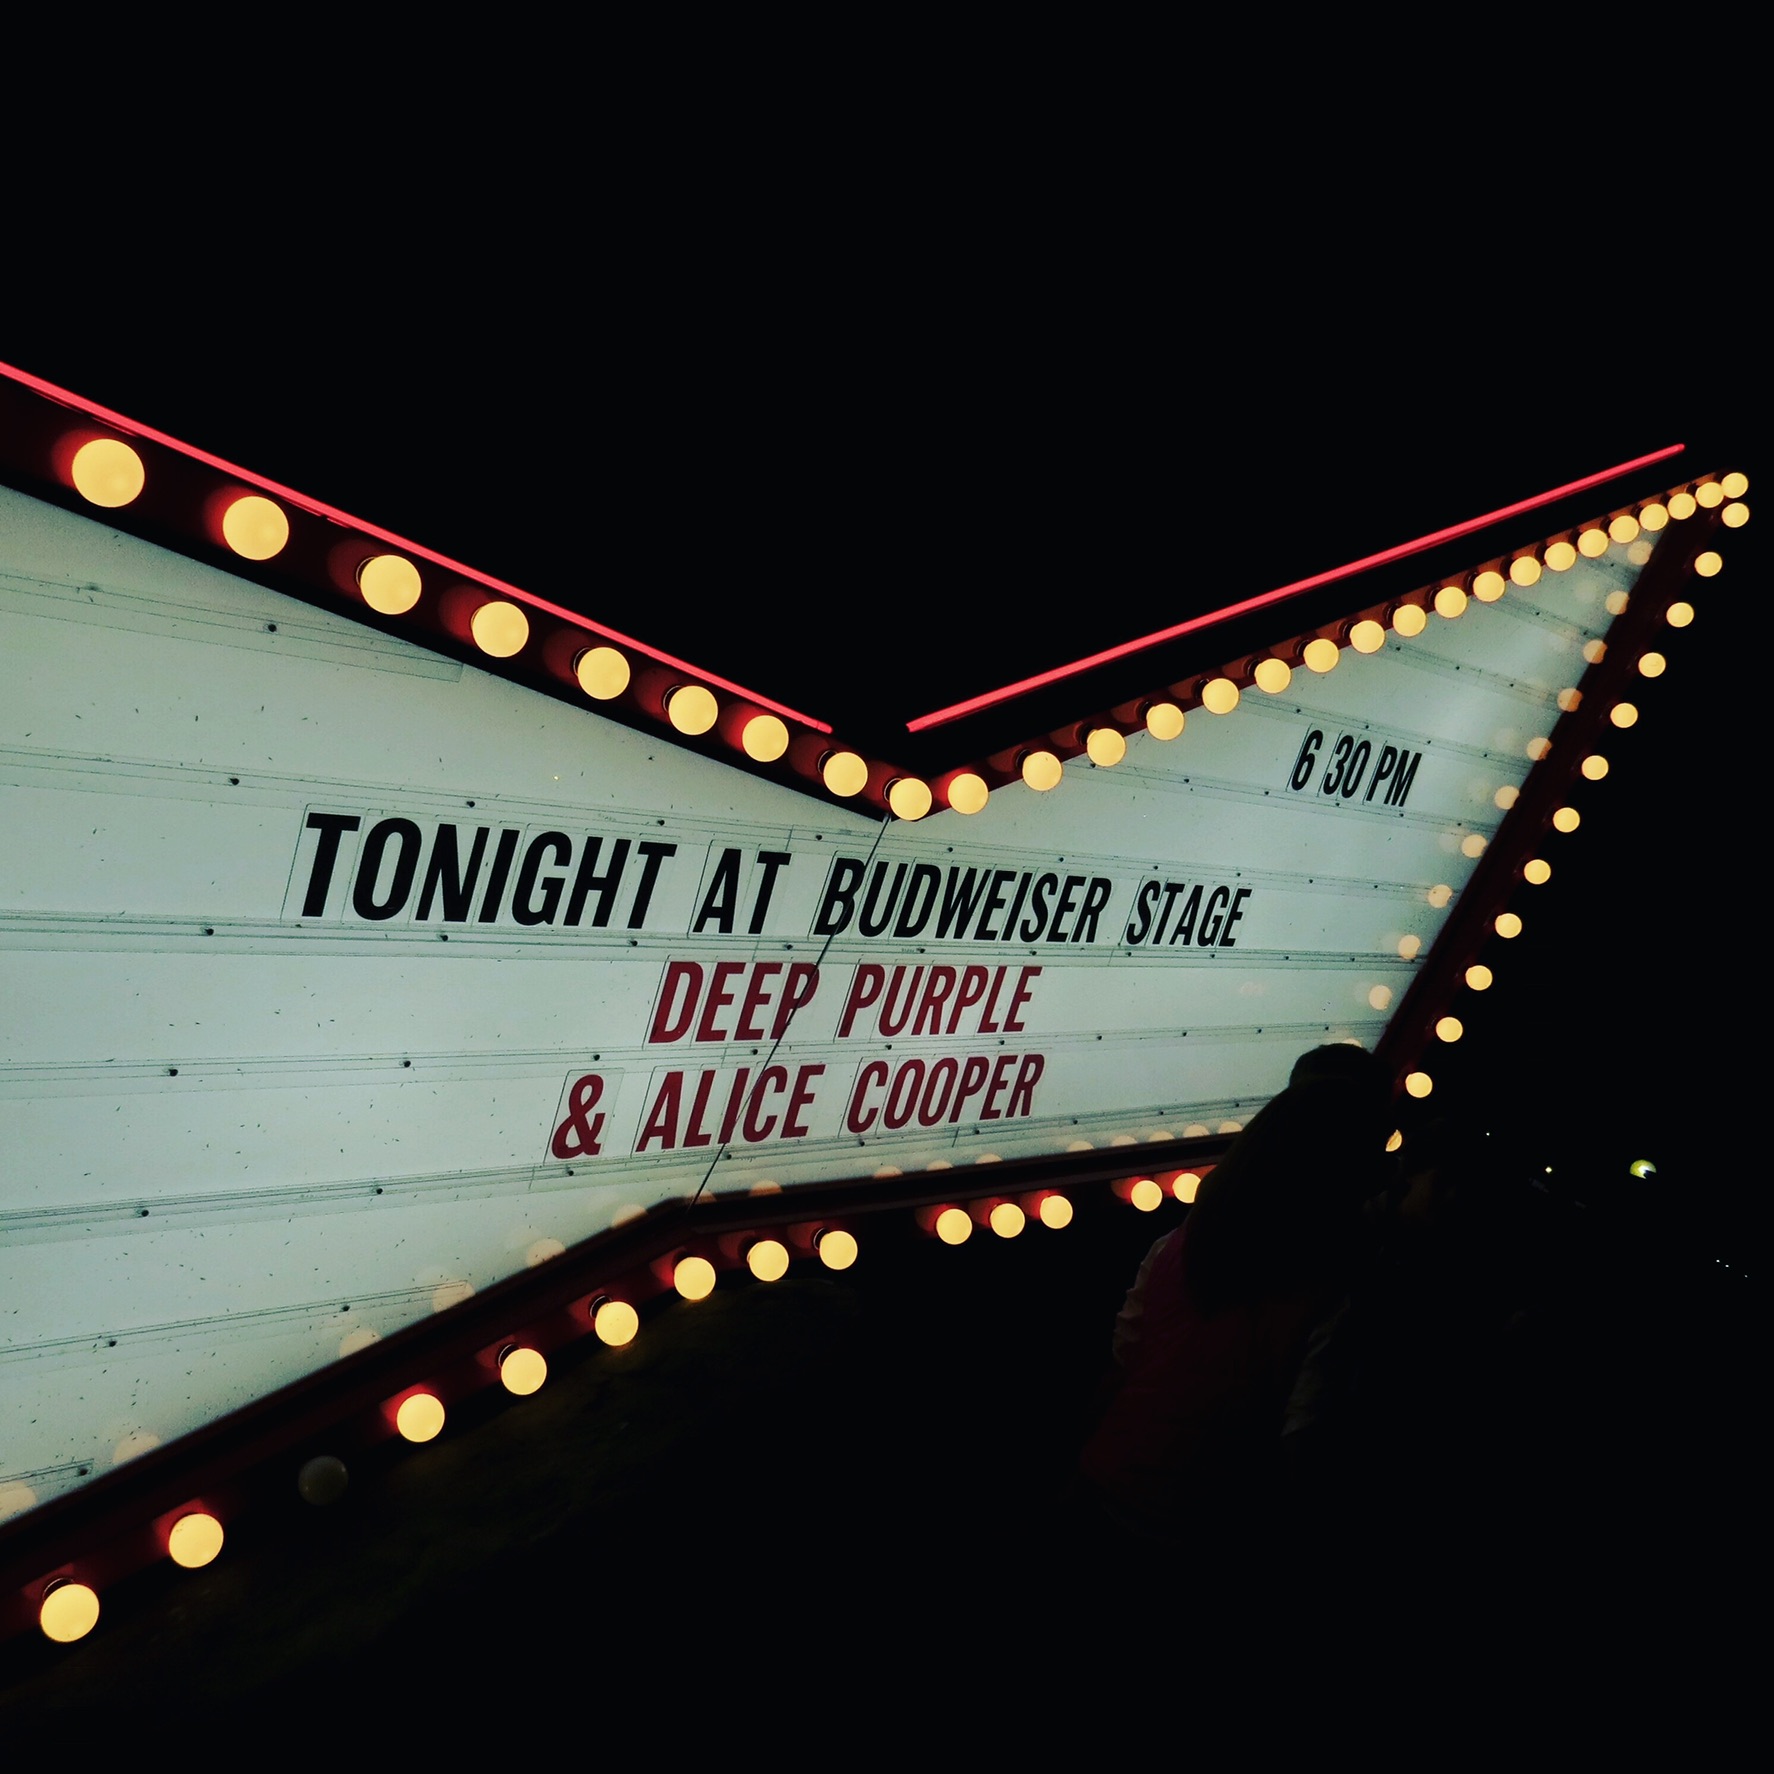 6 30 PM
TONIGHT AT BUDWEISER STAGE
DEEP PURPLE
& ALICE COOPER